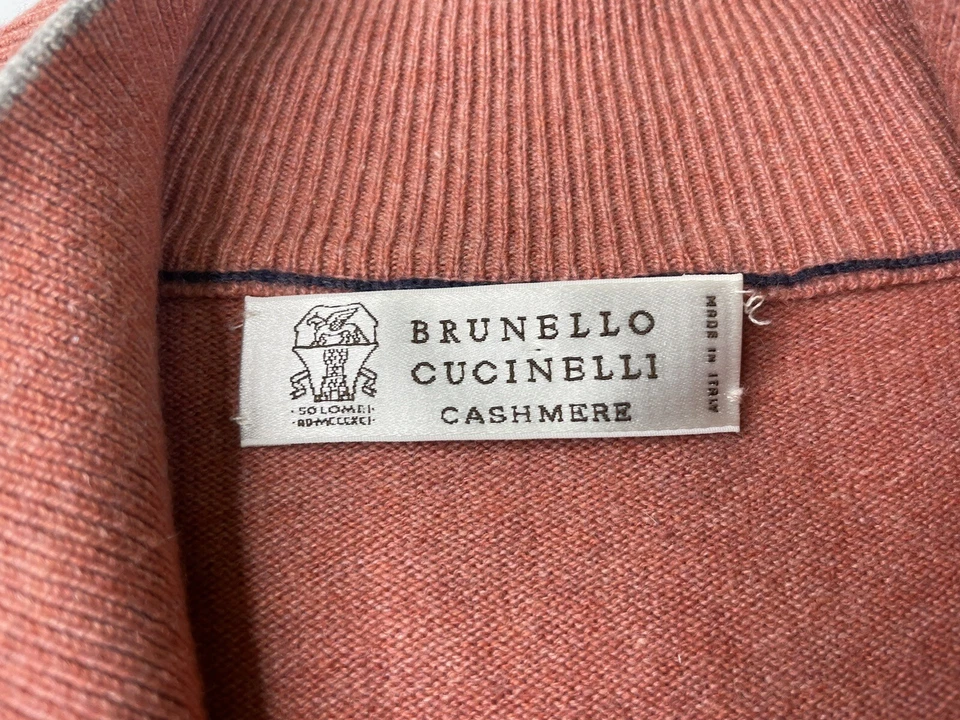 BRUNELLO
CUCINELLI
CASHMERE
·SOLOMEI·
·AD·MCCCXCI·
MADE IN ITALY